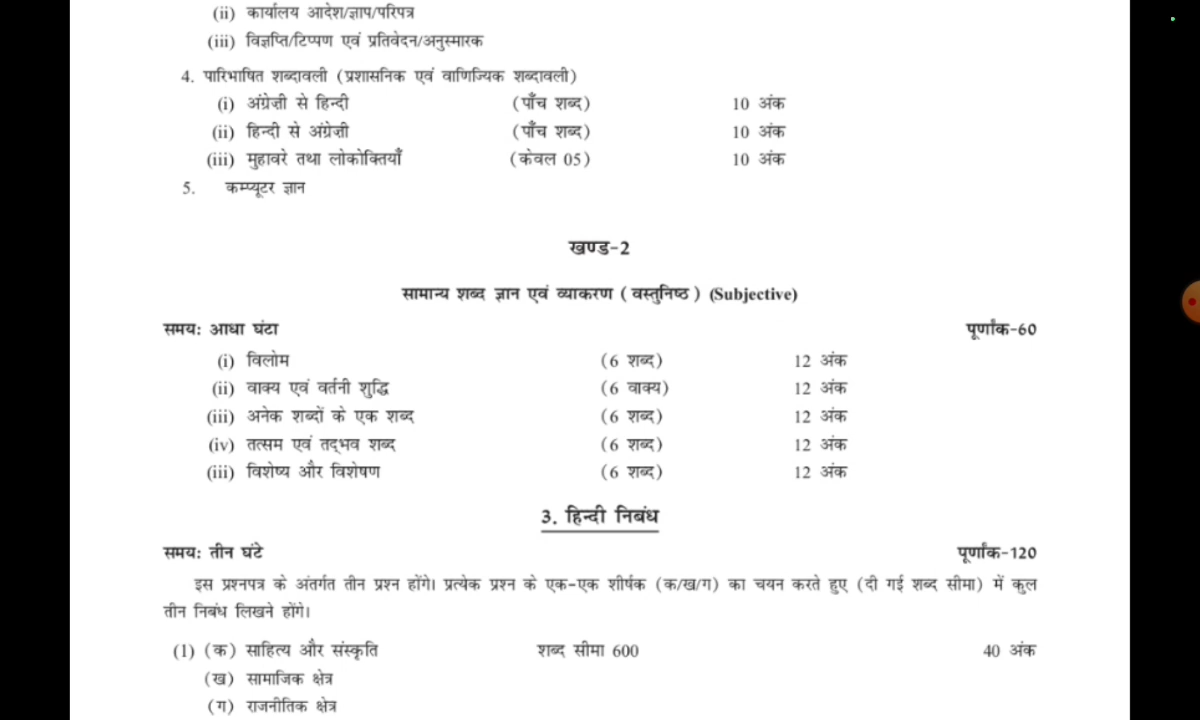 (ii) कार्यालय आदेश/ज्ञाप/परिपत्र
(iii) विज्ञप्ति/टिप्पण एवं प्रतिवेदन/अनुस्मारक
4. पारिभाषित शब्दावली (प्रशासनिक एवं वाणिज्यिक शब्दावली)
(i) अंग्रेज़ी से हिन्दी (पाँच शब्द) 10 अंक
(ii) हिन्दी से अंग्रेज़ी (पाँच शब्द) 10 अंक
(iii) मुहावरे तथा लोकोक्तियाँ (केवल 05) 10 अंक
5. कम्प्यूटर ज्ञान
खण्ड-2
सामान्य शब्द ज्ञान एवं व्याकरण (वस्तुनिष्ठ) (Subjective)
समयः आधा घंटा पूर्णांक-60
(i) विलोम (6 शब्द) 12 अंक
(ii) वाक्य एवं वर्तनी शुद्धि (6 वाक्य) 12 अंक
(iii) अनेक शब्दों के एक शब्द (6 शब्द) 12 अंक
(iv) तत्सम एवं तद्भव शब्द (6 शब्द) 12 अंक
(iii) विशेष्य और विशेषण (6 शब्द) 12 अंक
3. हिन्दी निबंध
समयः तीन घंटे पूर्णांक-120
इस प्रश्नपत्र के अंतर्गत तीन प्रश्न होंगे। प्रत्येक प्रश्न के एक-एक शीर्षक (क/ख/ग) का चयन करते हुए (दी गई शब्द सीमा) में कुल
तीन निबंध लिखने होंगे।
(1) (क) साहित्य और संस्कृति शब्द सीमा 600 40 अंक
(ख) सामाजिक क्षेत्र
(ग) राजनीतिक क्षेत्र